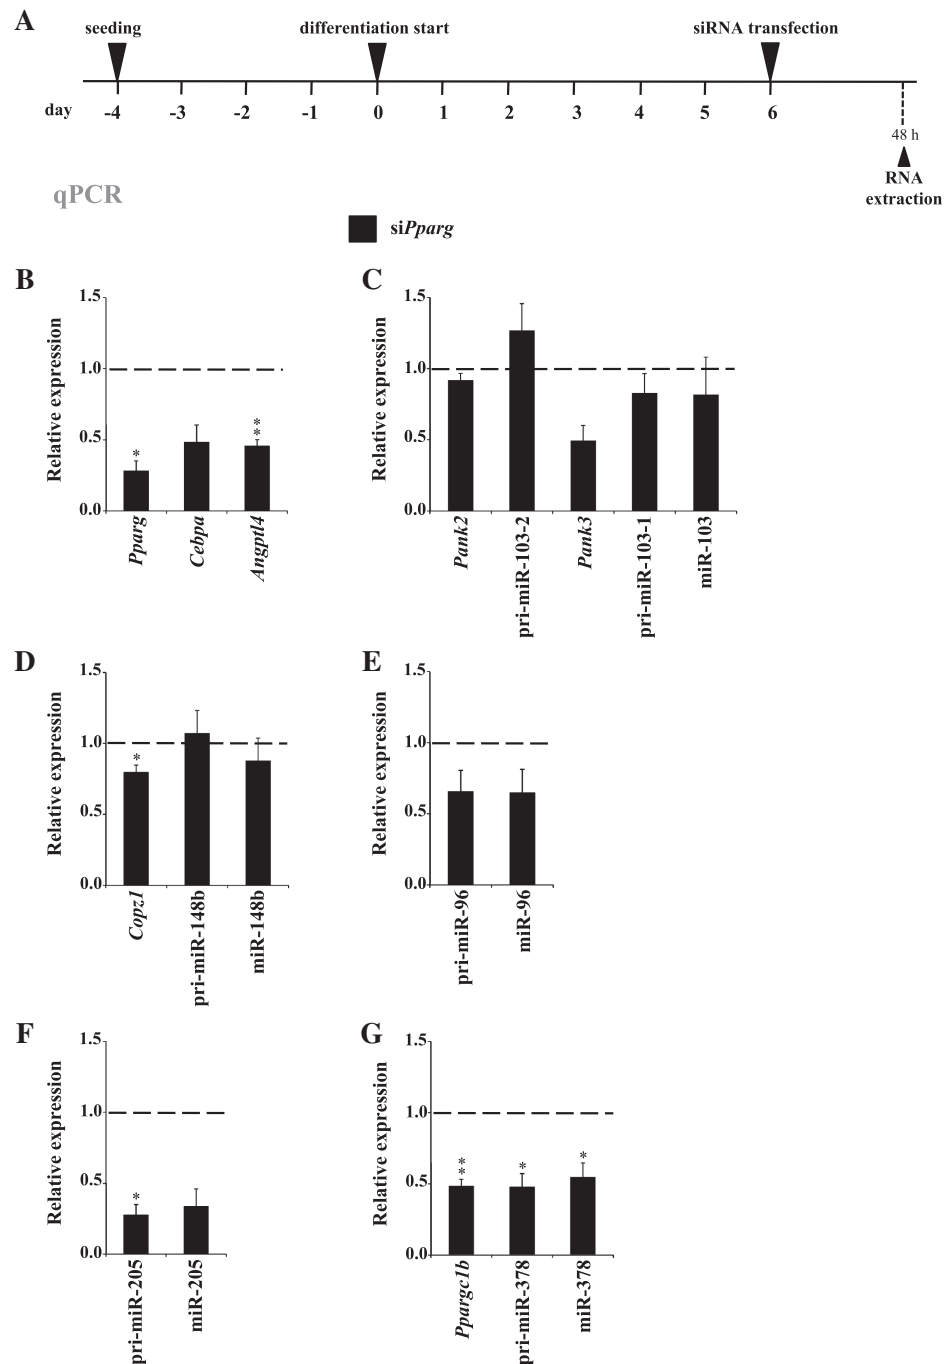 A
seeding
differentiation start
siRNA transfection
day
-4
-3
-2
-1
0
1
2
3
4
5
6
48 h
RNA
extraction
qPCR
siPparg
B
Relative expression
1.5
1.0
0.5
0.0
*
**
Pparg
Cebpa
Angptl4
C
Relative expression
1.5
1.0
0.5
0.0
Pank2
pri-miR-103-2
Pank3
pri-miR-103-1
miR-103
D
Relative expression
1.5
1.0
0.5
0.0
*
Copz1
pri-miR-148b
miR-148b
E
Relative expression
1.5
1.0
0.5
0.0
pri-miR-96
miR-96
F
Relative expression
1.5
1.0
0.5
0.0
*
pri-miR-205
miR-205
G
Relative expression
1.5
1.0
0.5
0.0
**
*
*
Ppargc1b
pri-miR-378
miR-378